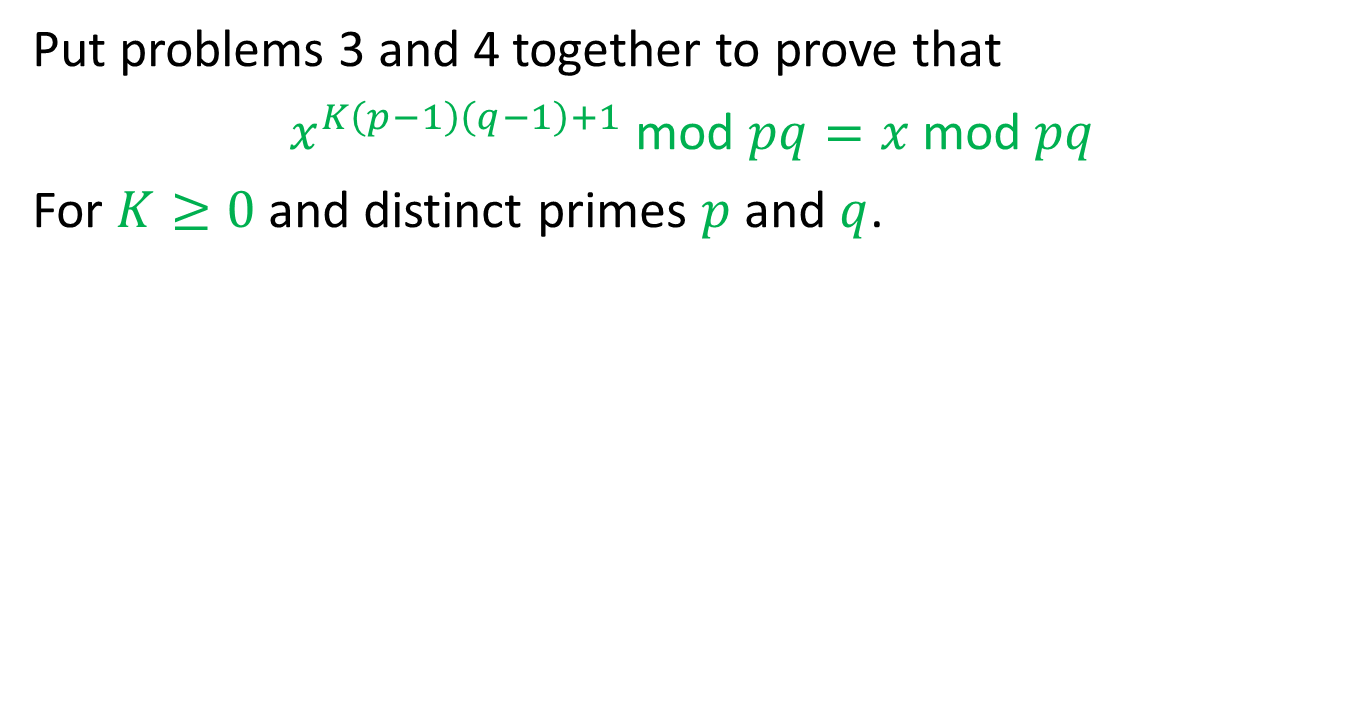 Put problems 3 and 4 together to prove that
𝑥^{𝐾(𝑝−1)(𝑞−1)+1} mod 𝑝𝑞 = 𝑥 mod 𝑝𝑞
For 𝐾 ≥ 0 and distinct primes 𝑝 and 𝑞.